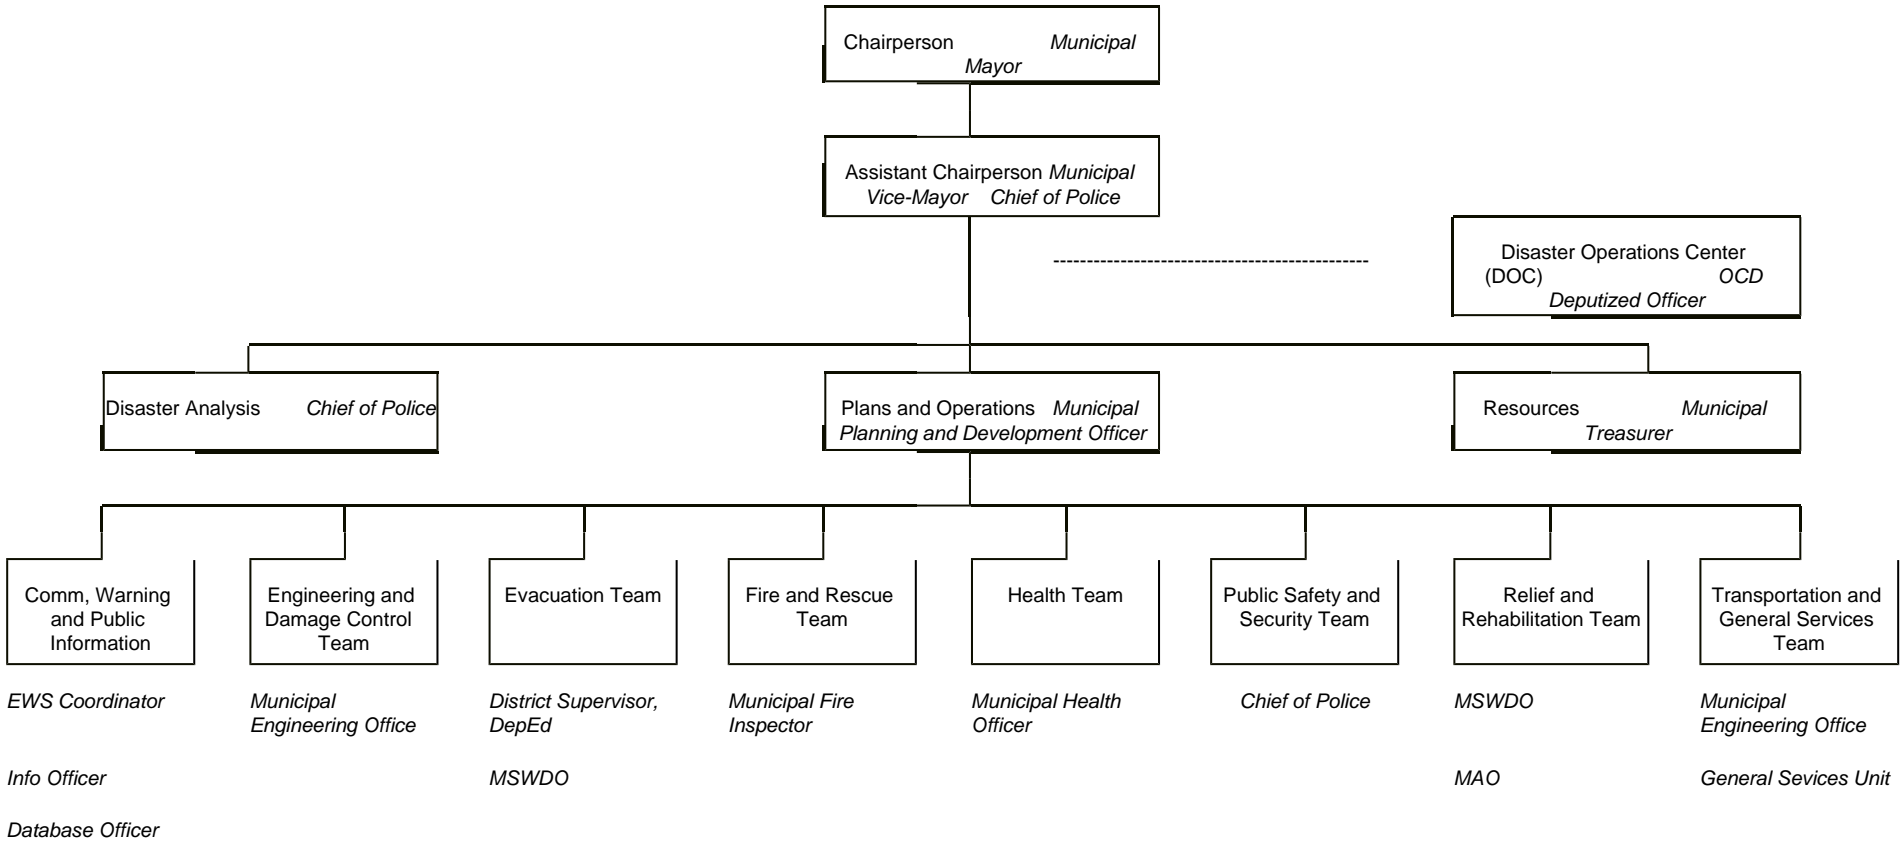 Chairperson Municipal
Mayor
Assistant Chairperson Municipal
Vice-Mayor Chief of Police
----------------------------------------------- 
Disaster Operations Center
(DOC) OCD
Deputized Officer
Disaster Analysis Chief of Police
Plans and Operations Municipal
Planning and Development Officer
Resources Municipal
Treasurer
Comm, Warning
and Public
Information
Engineering and
Damage Control
Team
Evacuation Team
Fire and Rescue
Team
Health Team
Public Safety and
Security Team
Relief and
Rehabilitation Team
Transportation and
General Services
Team
EWS Coordinator
Info Officer
Database Officer
Municipal
Engineering Office
District Supervisor,
DepEd
MSWDO
Municipal Fire
Inspector
Municipal Health
Officer
Chief of Police
MSWDO
MAO
Municipal
Engineering Office
General Sevices Unit